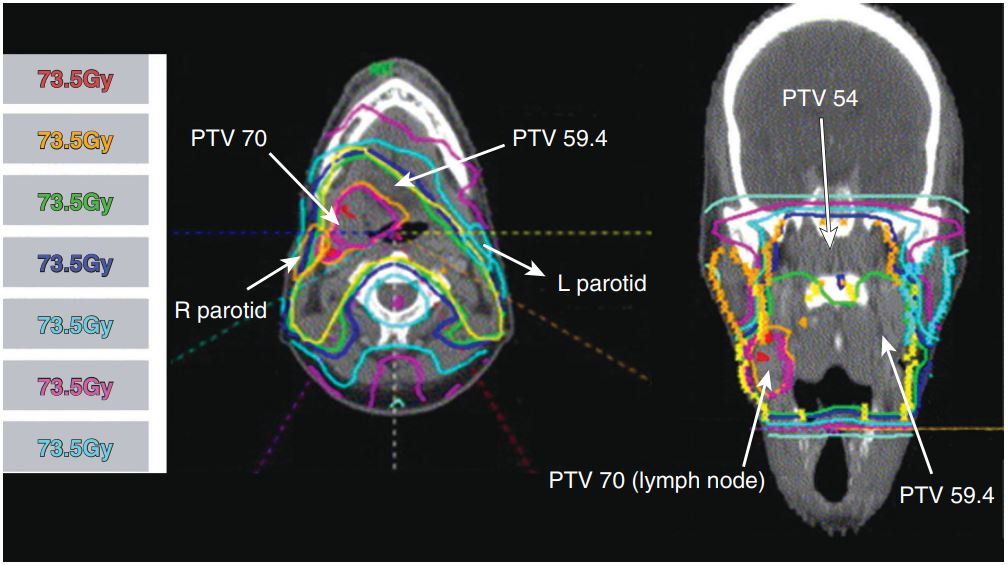 73.5Gy
73.5Gy
73.5Gy
73.5Gy
73.5Gy
73.5Gy
73.5Gy
PTV 70
PTV 59.4
R parotid
L parotid
PTV 54
PTV 70 (lymph node)
PTV 59.4